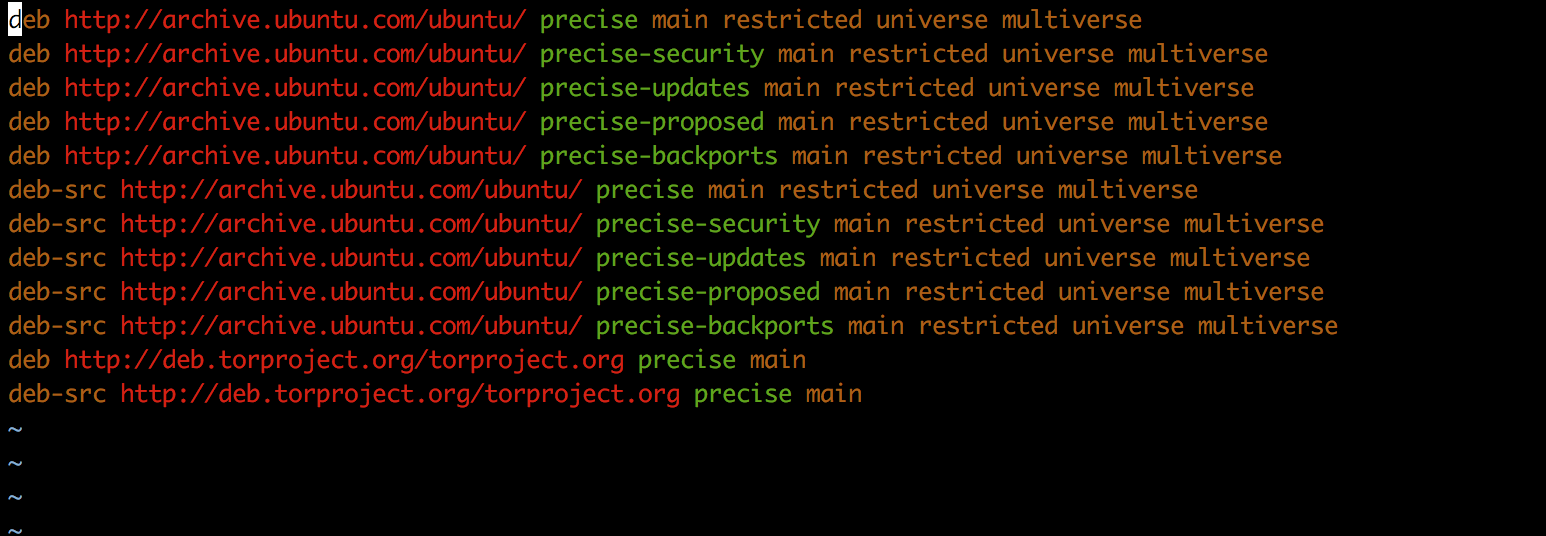 deb http://archive.ubuntu.com/ubuntu/ precise main restricted universe multiverse
deb http://archive.ubuntu.com/ubuntu/ precise-security main restricted universe multiverse
deb http://archive.ubuntu.com/ubuntu/ precise-updates main restricted universe multiverse
deb http://archive.ubuntu.com/ubuntu/ precise-proposed main restricted universe multiverse
deb http://archive.ubuntu.com/ubuntu/ precise-backports main restricted universe multiverse
deb-src http://archive.ubuntu.com/ubuntu/ precise main restricted universe multiverse
deb-src http://archive.ubuntu.com/ubuntu/ precise-security main restricted universe multiverse
deb-src http://archive.ubuntu.com/ubuntu/ precise-updates main restricted universe multiverse
deb-src http://archive.ubuntu.com/ubuntu/ precise-proposed main restricted universe multiverse
deb-src http://archive.ubuntu.com/ubuntu/ precise-backports main restricted universe multiverse
deb http://deb.torproject.org/torproject.org precise main
deb-src http://deb.torproject.org/torproject.org precise main
~
~
~
~